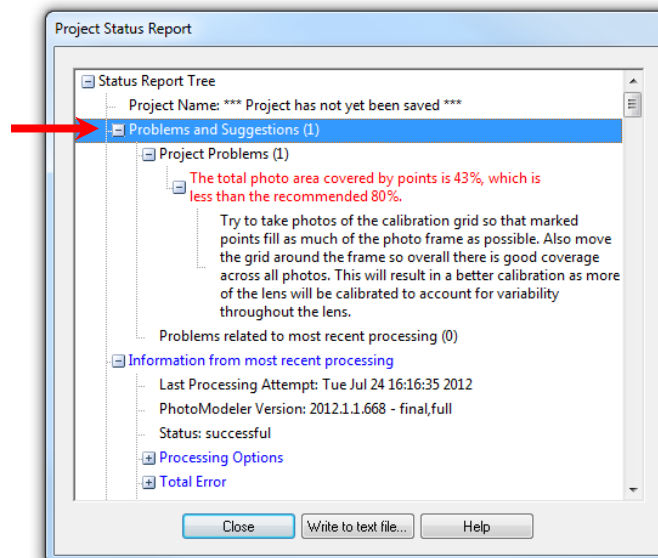 Project Status Report
Status Report Tree
Project Name: *** Project has not yet been saved ***
Problems and Suggestions (1)
Project Problems (1)
The total photo area covered by points is 43%, which is
less than the recommended 80%.
Try to take photos of the calibration grid so that marked
points fill as much of the photo frame as possible. Also move
the grid around the frame so overall there is good coverage
across all photos. This will result in a better calibration as more
of the lens will be calibrated to account for variability
throughout the lens.
Problems related to most recent processing (0)
Information from most recent processing
Last Processing Attempt: Tue Jul 24 16:16:35 2012
PhotoModeler Version: 2012.1.1.668 - final,full
Status: successful
Processing Options
Total Error
Close Write to text file... Help